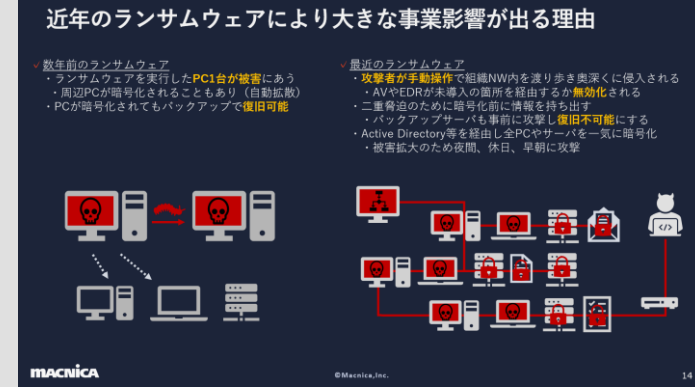 近年のランサムウェアにより大きな事業影響が出る理由
✓数年前のランサムウェア
・ランサムウェアを実行したPC1台が被害にあう
・周辺PCが暗号化されることもあり（自動拡散）
・PCが暗号化されてもバックアップで復旧可能
✓最近のランサムウェア
・攻撃者が手動操作で組織NW内を渡り歩き奥深くに侵入される
・AVやEDRが未導入の箇所を経由するか無効化される
・二重脅迫のために暗号化前に情報を持ち出す
・バックアップサーバも事前に攻撃し復旧不可能にする
・Active Directory等を経由し全PCやサーバを一気に暗号化
・被害拡大のため夜間、休日、早朝に攻撃
</>
macnica
©Macnica,Inc.
14